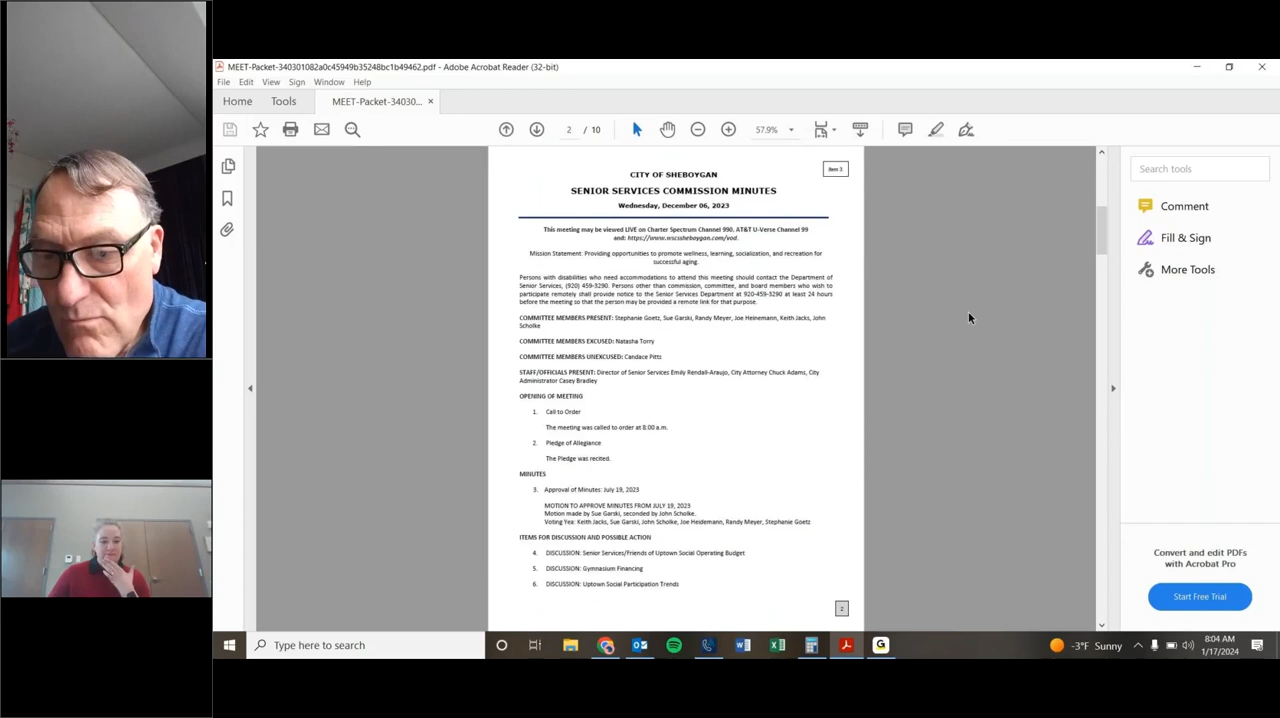 MEET-Packet-340301082a0c45949b35248bc1b49462.pdf - Adobe Acrobat Reader (32-bit)
File Edit View Sign Window Help
Home Tools MEET-Packet-34030... ×
2 / 10 57.9%
Item 3
CITY OF SHEBOYGAN
SENIOR SERVICES COMMISSION MINUTES
Wednesday, December 06, 2023
This meeting may be viewed LIVE on Charter Spectrum Channel 990, AT&T U-Verse Channel 99
and: https://www.wscssheboygan.com/vod.
Mission Statement: Providing opportunities to promote wellness, learning, socialization, and recreation for
successful aging.
Persons with disabilities who need accommodations to attend this meeting should contact the Department of
Senior Services, (920) 459-3290. Persons other than commission, committee, and board members who wish to
participate remotely shall provide notice to the Senior Services Department at 920-459-3290 at least 24 hours
before the meeting so that the person may be provided a remote link for that purpose.
COMMITTEE MEMBERS PRESENT: Stephanie Goetz, Sue Garski, Randy Meyer, Joe Heinemann, Keith Jacks, John
Scholke
COMMITTEE MEMBERS EXCUSED: Natasha Torry
COMMITTEE MEMBERS UNEXCUSED: Candace Pitts
STAFF/OFFICIALS PRESENT: Director of Senior Services Emily Rendall-Araujo, City Attorney Chuck Adams, City
Administrator Casey Bradley
OPENING OF MEETING
1. Call to Order
The meeting was called to order at 8:00 a.m.
2. Pledge of Allegiance
The Pledge was recited.
MINUTES
3. Approval of Minutes: July 19, 2023
MOTION TO APPROVE MINUTES FROM JULY 19, 2023
Motion made by Sue Garski, seconded by John Scholke.
Voting Yea: Keith Jacks, Sue Garski, John Scholke, Joe Heidemann, Randy Meyer, Stephanie Goetz
ITEMS FOR DISCUSSION AND POSSIBLE ACTION
4. DISCUSSION: Senior Services/Friends of Uptown Social Operating Budget
5. DISCUSSION: Gymnasium Financing
6. DISCUSSION: Uptown Social Participation Trends
2
Search tools
Comment
Fill & Sign
More Tools
Convert and edit PDFs
with Acrobat Pro
Start Free Trial
Type here to search
-3°F Sunny
8:04 AM
1/17/2024